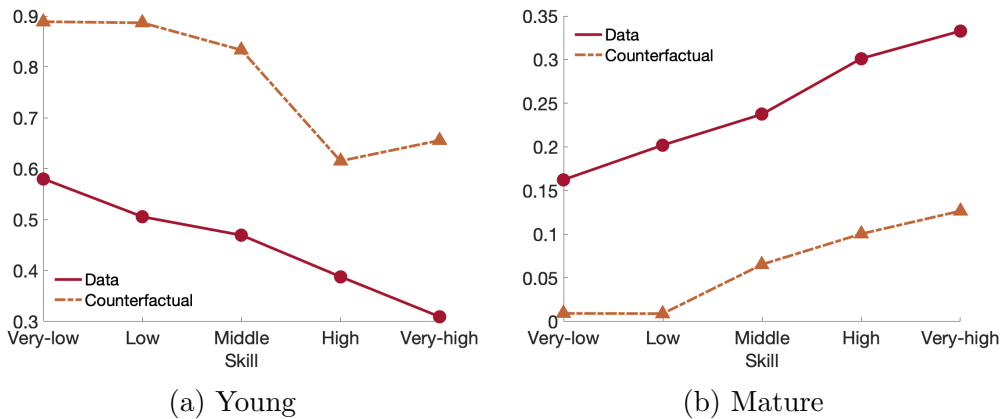 0.9
0.8
0.7
0.6
0.5
0.4
0.3
Data
Counterfactual
Very-low Low Middle High Very-high
Skill
(a) Young
0.35
0.3
0.25
0.2
0.15
0.1
0.05
0
Data
Counterfactual
Very-low Low Middle High Very-high
Skill
(b) Mature